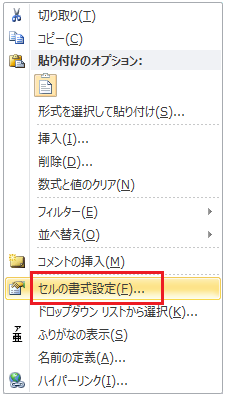 切り取り(T)
コピー(C)
貼り付けのオプション:
形式を選択して貼り付け(S)...
挿入(I)...
削除(D)...
数式と値のクリア(N)
フィルター(E)
並べ替え(O)
コメントの挿入(M)
セルの書式設定(F)...
ドロップダウン リストから選択(K)...
ア亜
ふりがなの表示(S)
名前の定義(A)...
ハイパーリンク(I)...